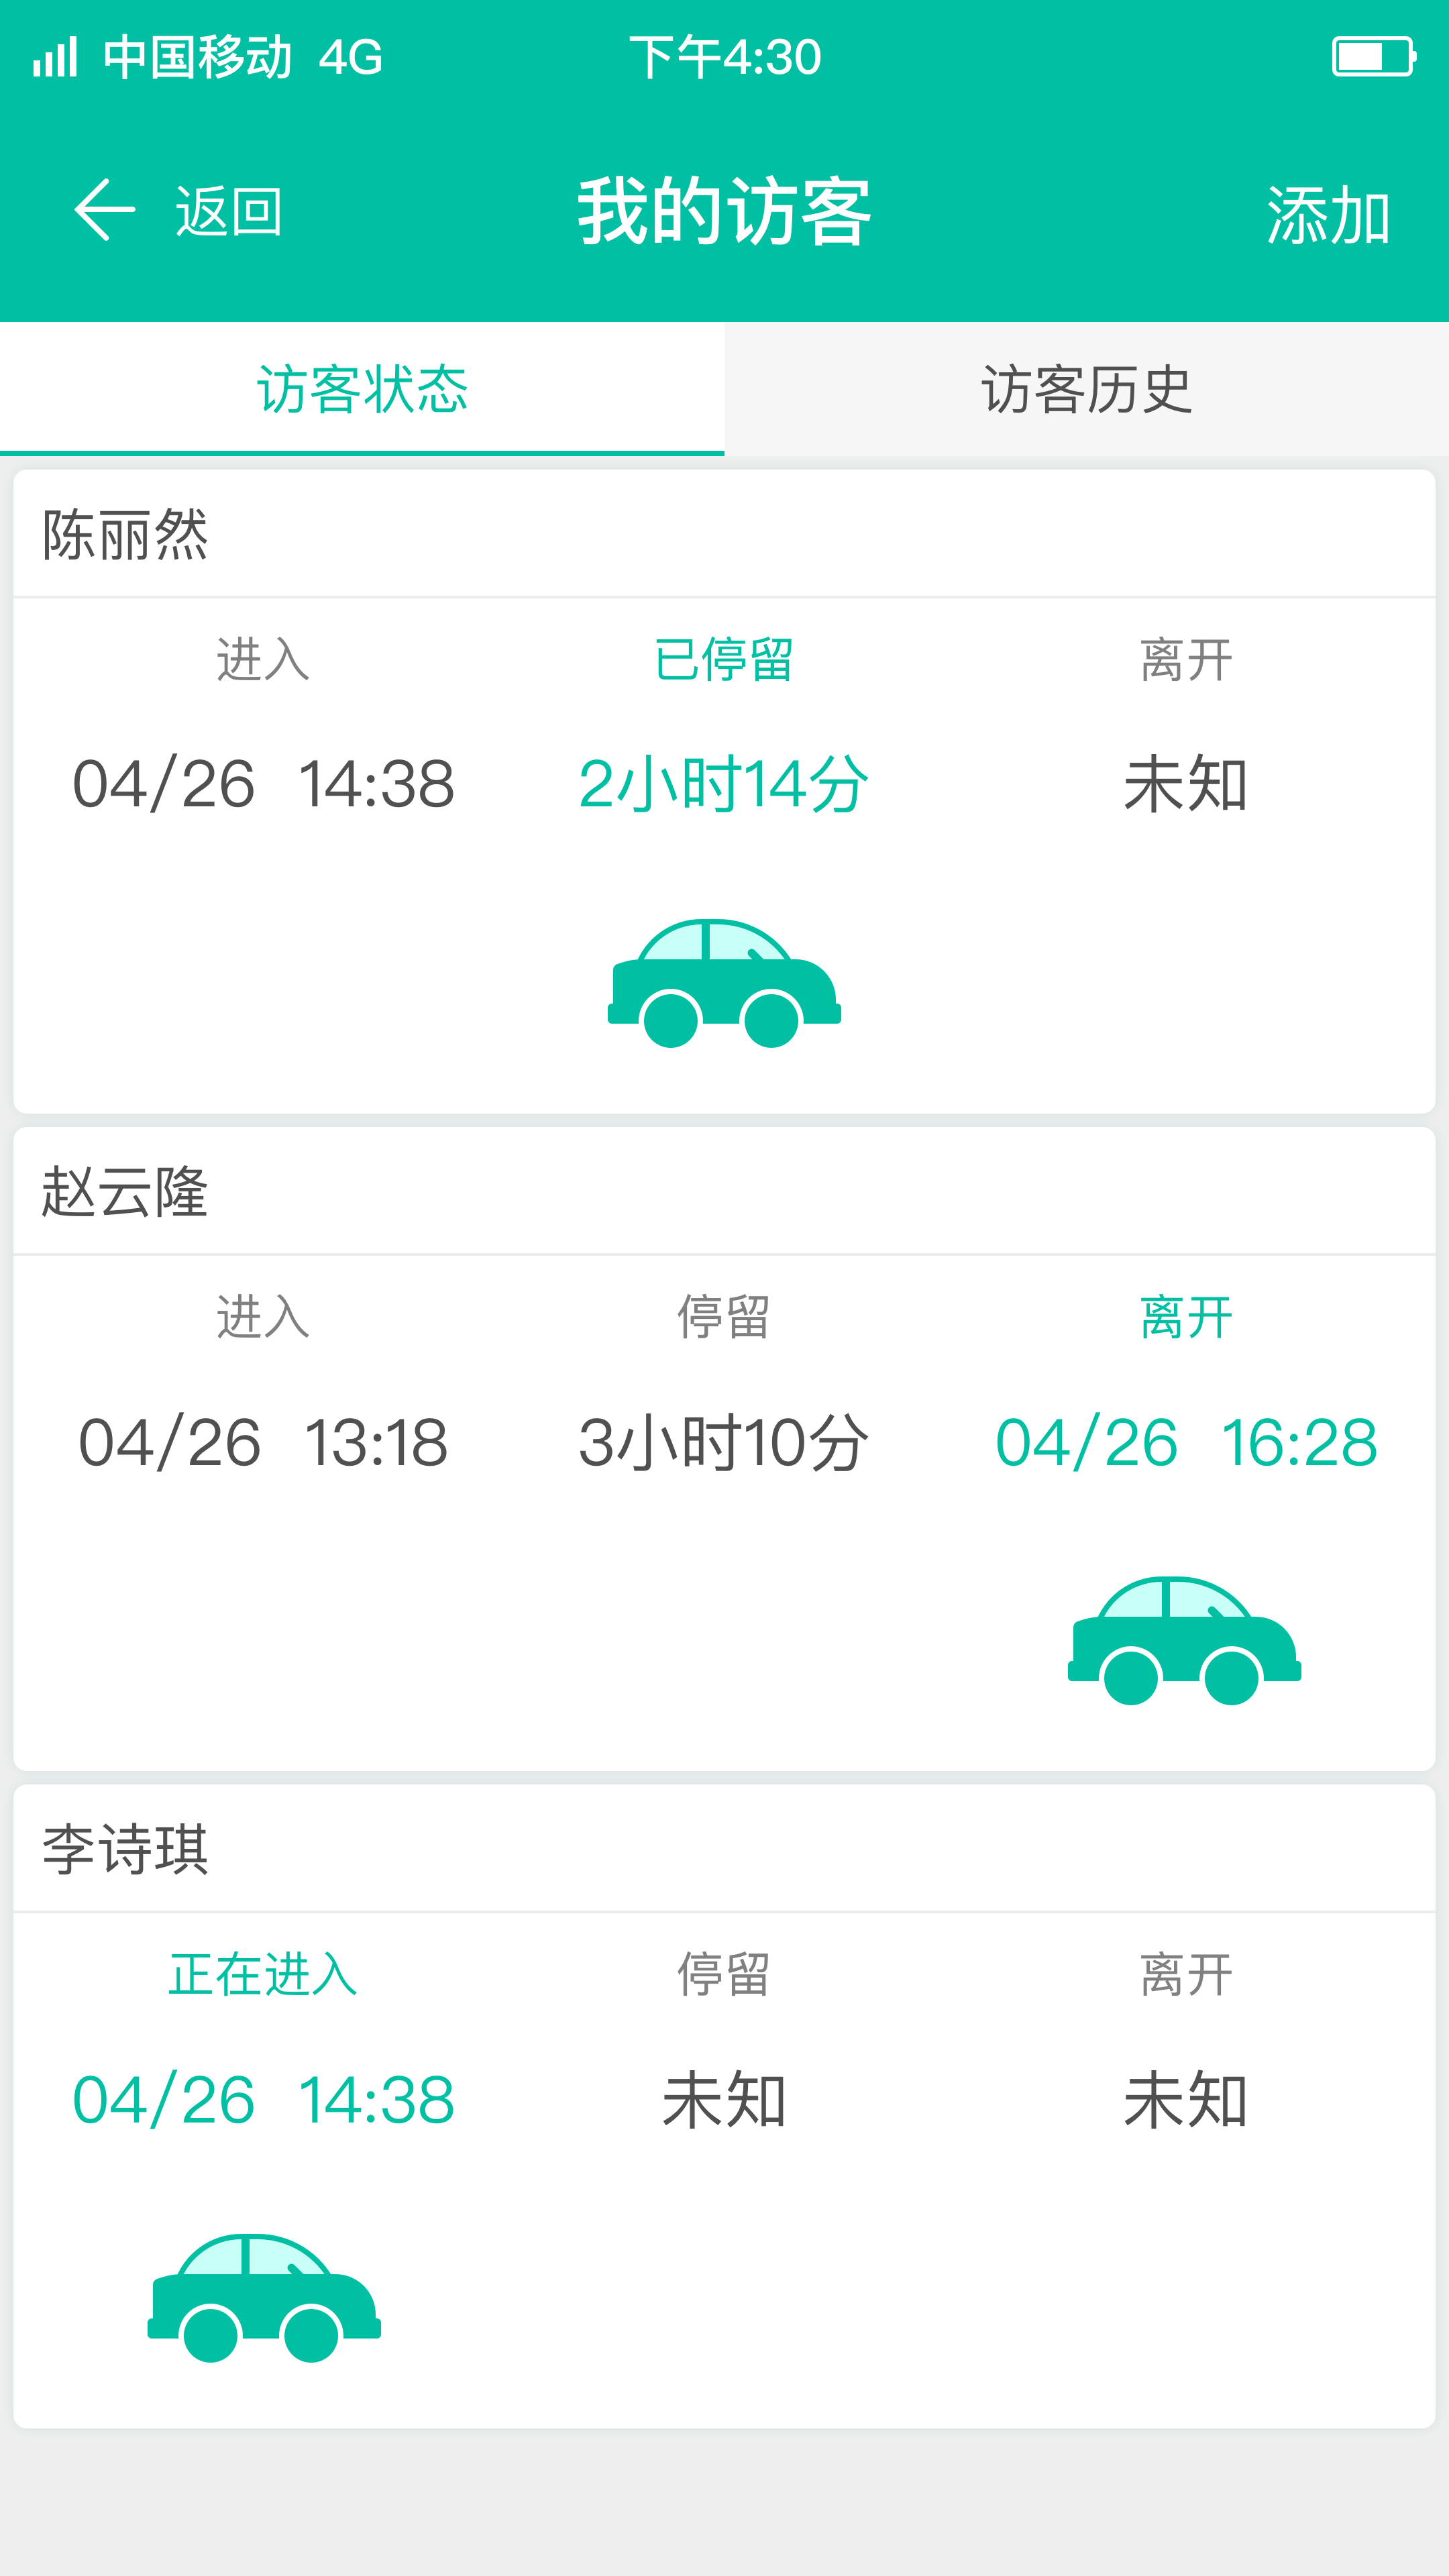 中国移动 4G 下午4:30
返回 我的访客 添加
访客状态 访客历史
陈丽然
进入 已停留 离开
04/26 14:38 2小时14分 未知
赵云隆
进入 停留 离开
04/26 13:18 3小时10分 04/26 16:28
李诗琪
正在进入 停留 离开
04/26 14:38 未知 未知